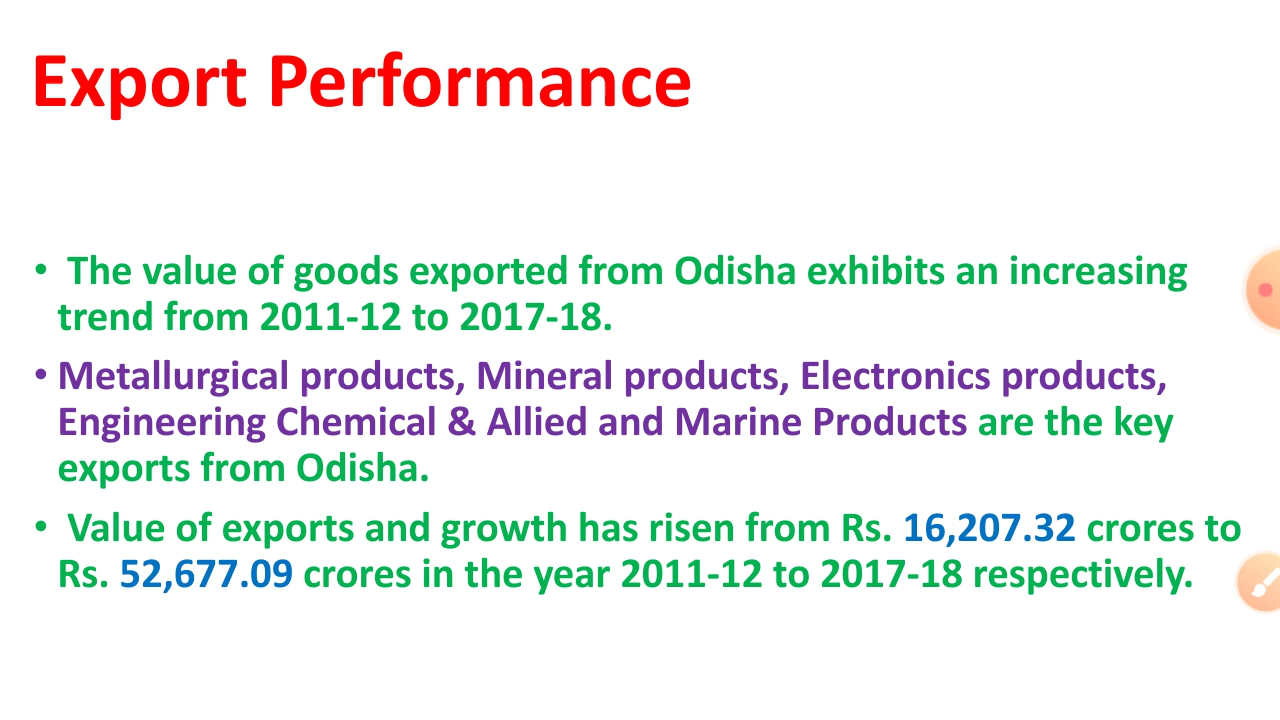 Export Performance
• The value of goods exported from Odisha exhibits an increasing
trend from 2011-12 to 2017-18.
• Metallurgical products, Mineral products, Electronics products,
Engineering Chemical & Allied and Marine Products are the key
exports from Odisha.
• Value of exports and growth has risen from Rs. 16,207.32 crores to
Rs. 52,677.09 crores in the year 2011-12 to 2017-18 respectively.